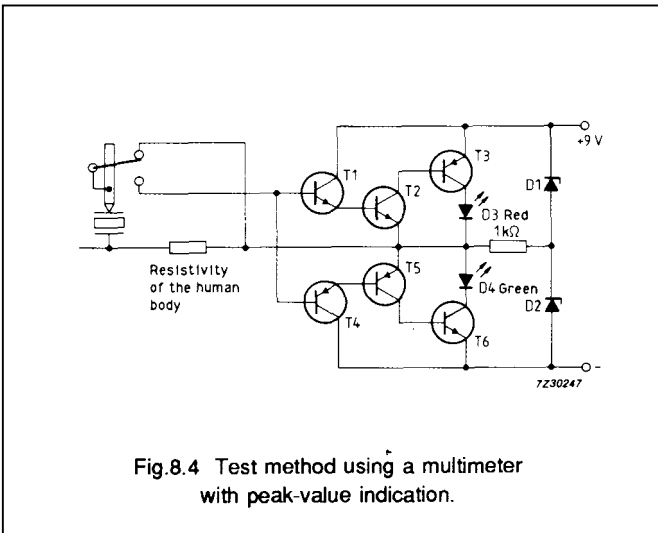 +9 V
T3
T1
D1
T2
D3 Red
1kΩ
Resistivity
of the human
body
T5
D4 Green
D2
T4
T6
-
7Z30247
Fig.8.4 Test method using a multimeter
with peak-value indication.